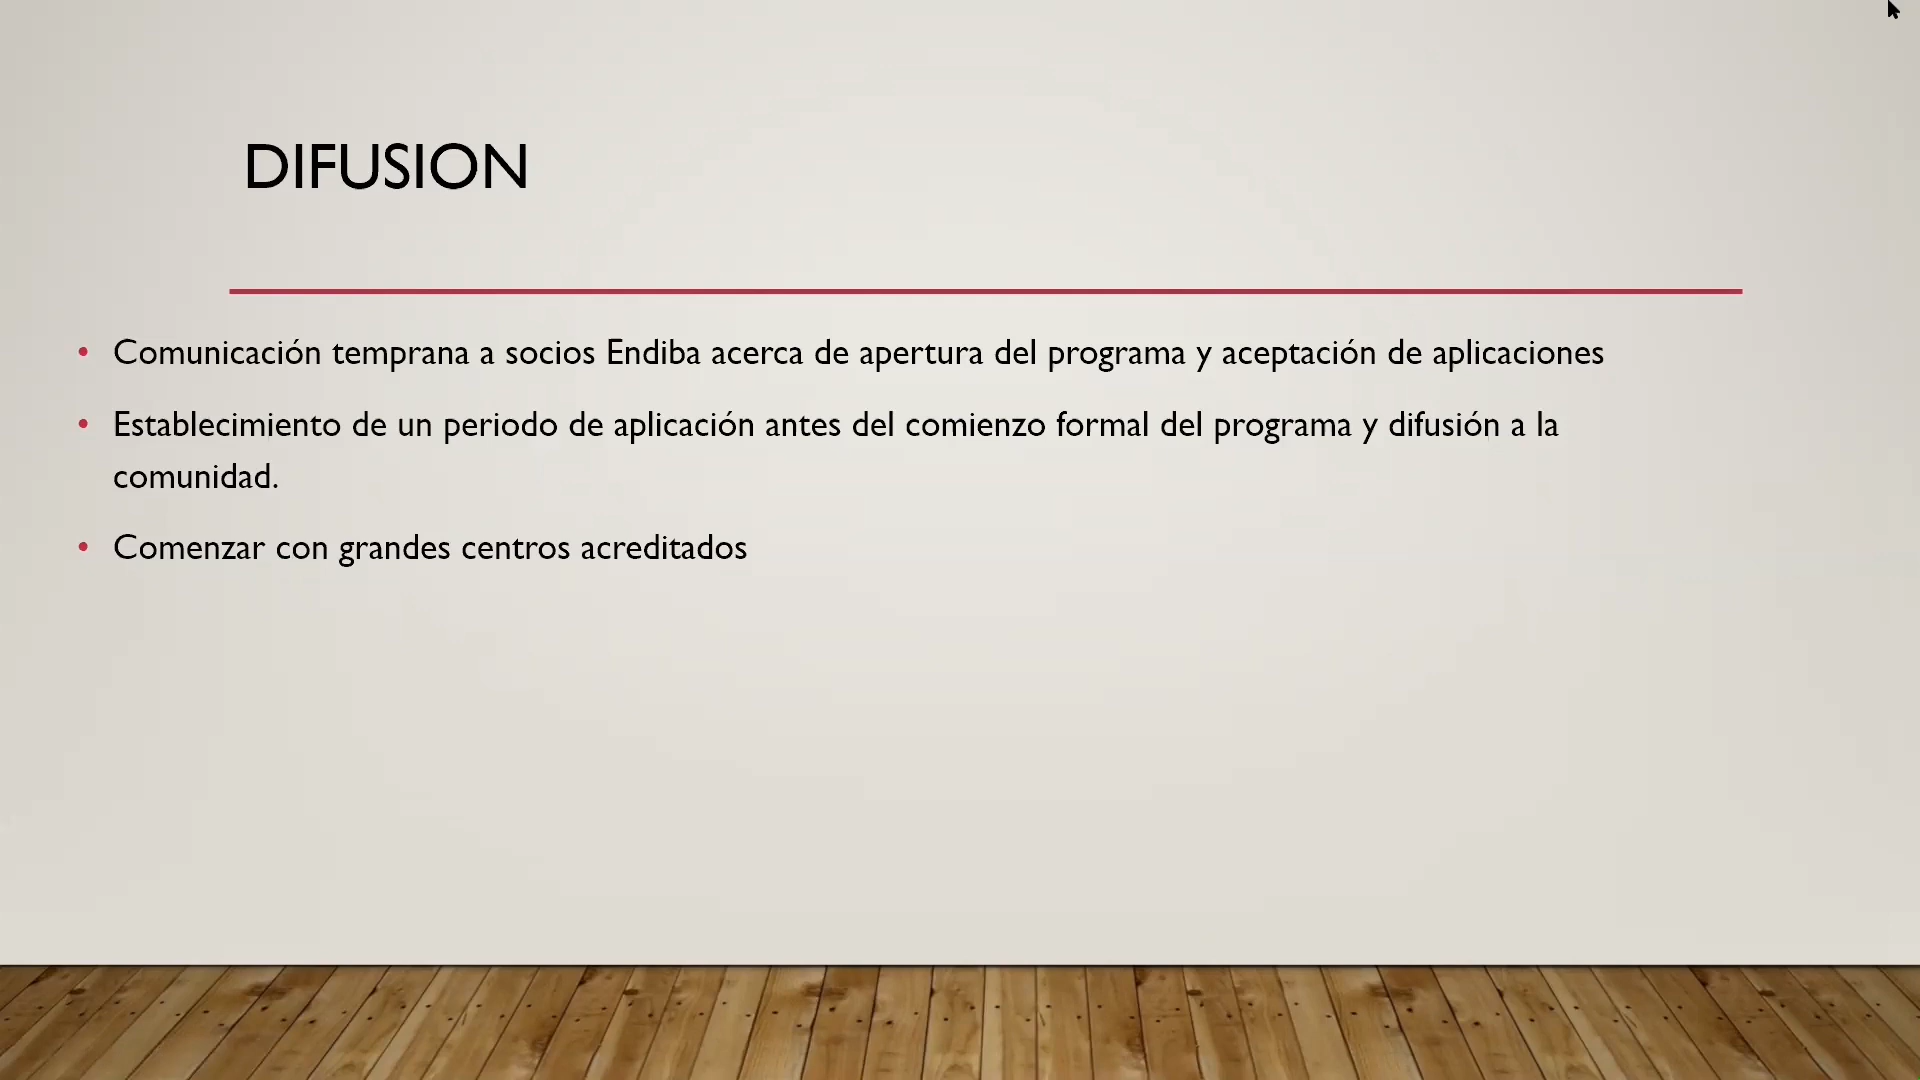 DIFUSION
• Comunicación temprana a socios Endiba acerca de apertura del programa y aceptación de aplicaciones
• Establecimiento de un periodo de aplicación antes del comienzo formal del programa y difusión a la
comunidad.
• Comenzar con grandes centros acreditados